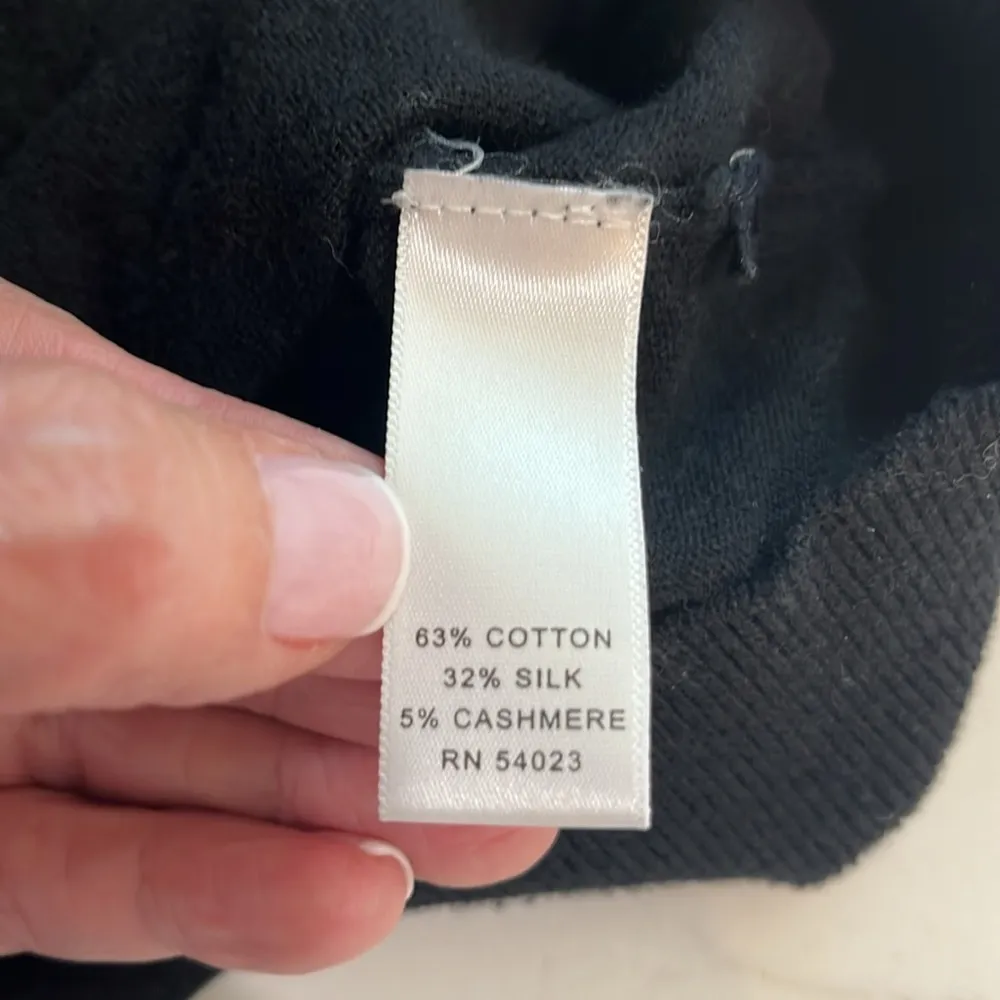 63% COTTON
32% SILK
5% CASHMERE
RN 54023